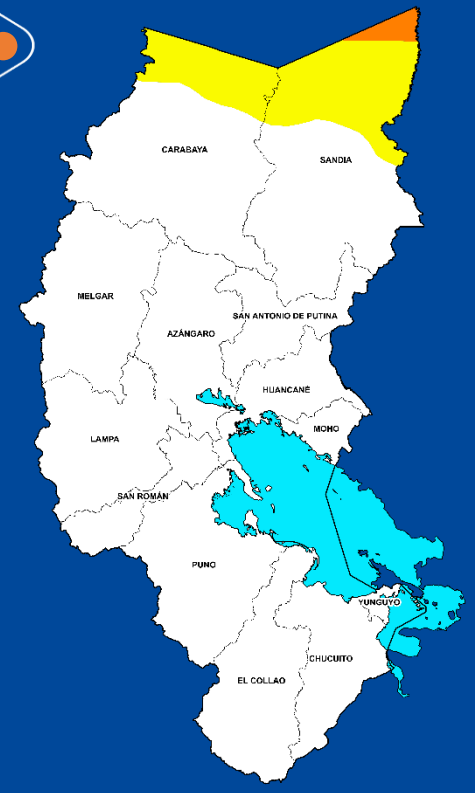 CARABAYA
SANDIA
MELGAR
SAN ANTONIO DE PUTINA
AZÁNGARO
HUANCANÉ
MOHO
LAMPA
SAN ROMÁN
PUNO
YUNGUYO
CHUCUITO
EL COLLAO